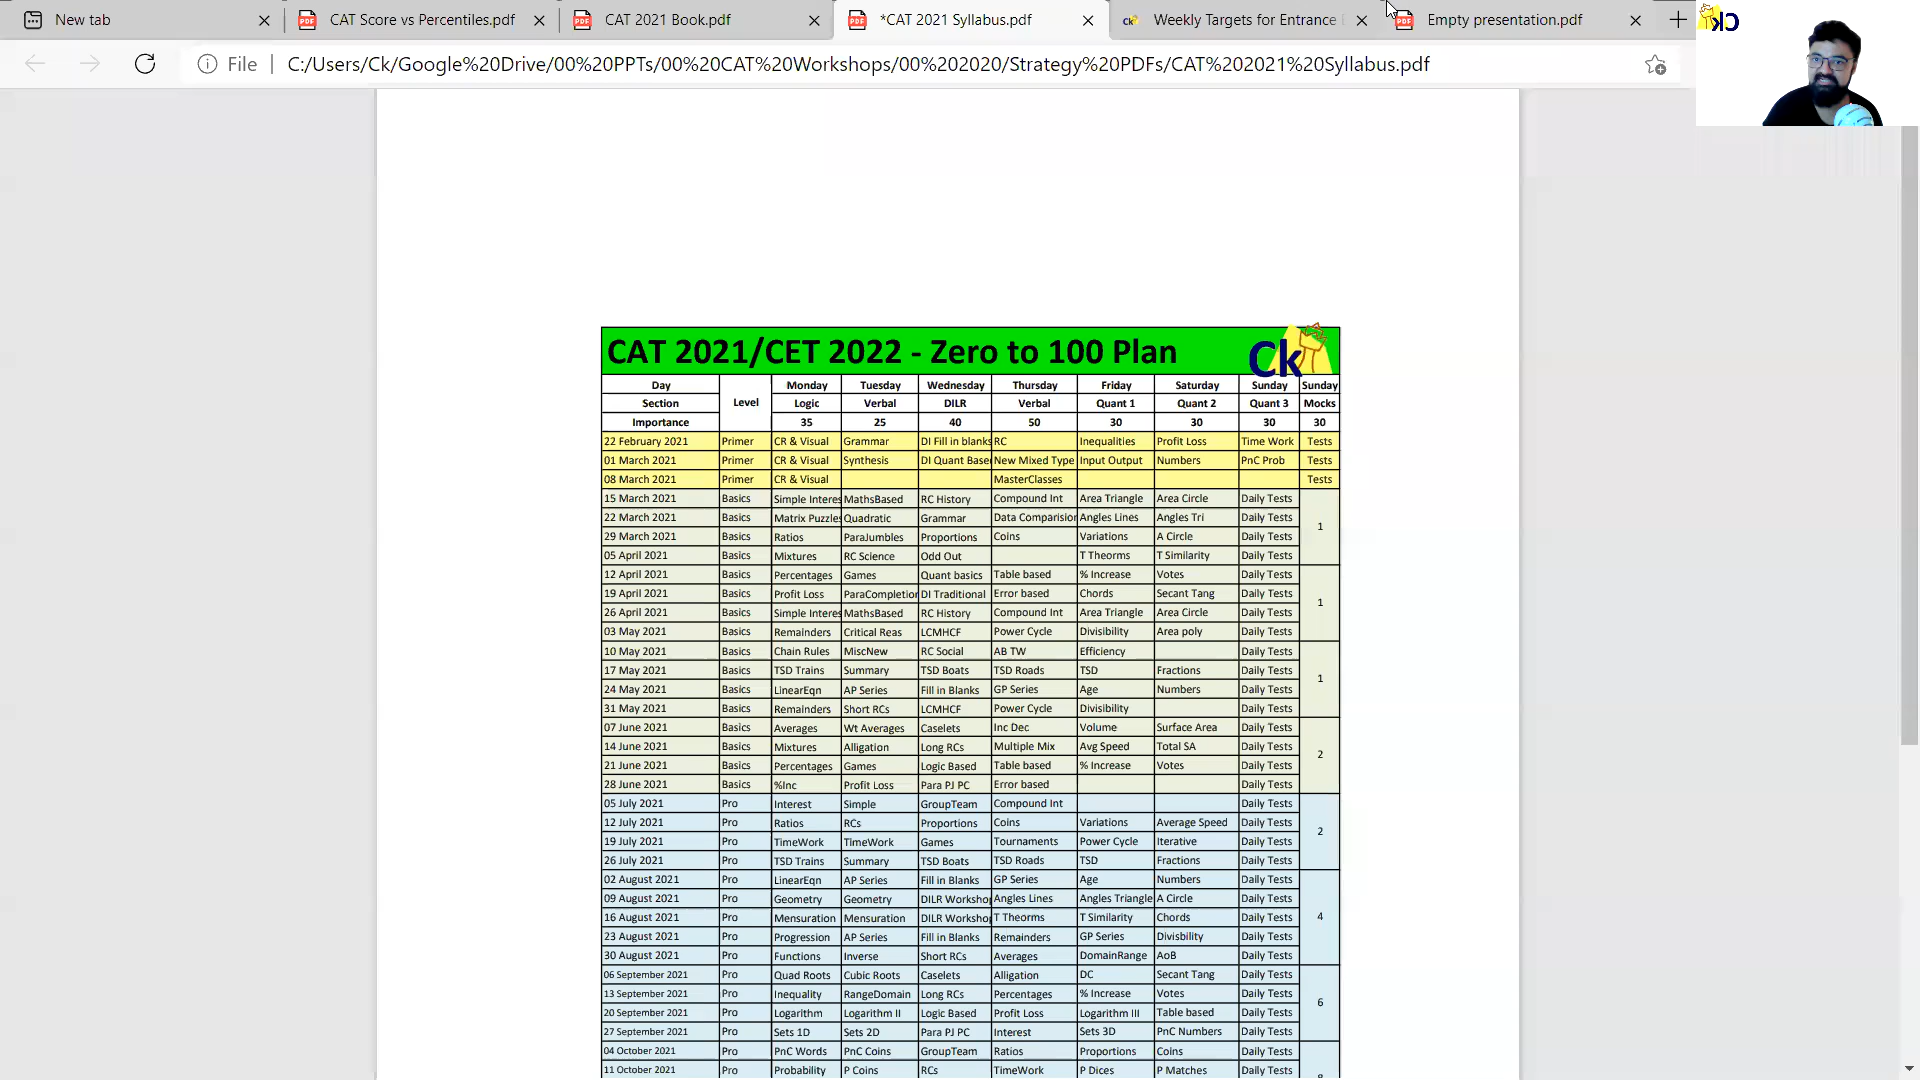 New tab CAT Score vs Percentiles.pdf CAT 2021 Book.pdf *CAT 2021 Syllabus.pdf Ck Weekly Targets for Entrance Empty presentation.pdf
File C:/Users/Ck/Google%20Drive/00%20PPTs/00%20CAT%20Workshops/00%202020/Strategy%20PDFs/CAT%202021%20Syllabus.pdf
CAT 2021/CET 2022 - Zero to 100 Plan Ck
Day Level Monday Tuesday Wednesday Thursday Friday Saturday Sunday Sunday
Section Logic Verbal DILR Verbal Quant 1 Quant 2 Quant 3 Mocks
Importance 35 25 40 50 30 30 30 30
22 February 2021 Primer CR & Visual Grammar DI Fill in blanks RC Inequalities Profit Loss Time Work Tests
01 March 2021 Primer CR & Visual Synthesis DI Quant Base New Mixed Type Input Output Numbers PnC Prob Tests
08 March 2021 Primer CR & Visual MasterClasses Tests
15 March 2021 Basics Simple Interes MathsBased RC History Compound Int Area Triangle Area Circle Daily Tests 1
22 March 2021 Basics Matrix Puzzles Quadratic Grammar Data Comparision Angles Lines Angles Tri Daily Tests
29 March 2021 Basics Ratios ParaJumbles Proportions Coins Variations A Circle Daily Tests
05 April 2021 Basics Mixtures RC Science Odd Out T Theorms T Similarity Daily Tests
12 April 2021 Basics Percentages Games Quant basics Table based % Increase Votes Daily Tests 1
19 April 2021 Basics Profit Loss ParaCompletion DI Traditional Error based Chords Secant Tang Daily Tests
26 April 2021 Basics Simple Interes MathsBased RC History Compound Int Area Triangle Area Circle Daily Tests
03 May 2021 Basics Remainders Critical Reas LCMHCF Power Cycle Divisibility Area poly Daily Tests
10 May 2021 Basics Chain Rules MiscNew RC Social AB TW Efficiency Daily Tests 1
17 May 2021 Basics TSD Trains Summary TSD Boats TSD Roads TSD Fractions Daily Tests
24 May 2021 Basics LinearEqn AP Series Fill in Blanks GP Series Age Numbers Daily Tests
31 May 2021 Basics Remainders Short RCs LCMHCF Power Cycle Divisibility Daily Tests
07 June 2021 Basics Averages Wt Averages Caselets Inc Dec Volume Surface Area Daily Tests 2
14 June 2021 Basics Mixtures Alligation Long RCs Multiple Mix Avg Speed Total SA Daily Tests
21 June 2021 Basics Percentages Games Logic Based Table based % Increase Votes Daily Tests
28 June 2021 Basics %Inc Profit Loss Para PJ PC Error based Daily Tests
05 July 2021 Pro Interest Simple GroupTeam Compound Int Daily Tests 2
12 July 2021 Pro Ratios RCs Proportions Coins Variations Average Speed Daily Tests
19 July 2021 Pro TimeWork TimeWork Games Tournaments Power Cycle Iterative Daily Tests
26 July 2021 Pro TSD Trains Summary TSD Boats TSD Roads TSD Fractions Daily Tests
02 August 2021 Pro LinearEqn AP Series Fill in Blanks GP Series Age Numbers Daily Tests 4
09 August 2021 Pro Geometry Geometry DILR Workshop Angles Lines Angles Triangle A Circle Daily Tests
16 August 2021 Pro Mensuration Mensuration DILR Workshop T Theorms T Similarity Chords Daily Tests
23 August 2021 Pro Progression AP Series Fill in Blanks Remainders GP Series Divisbility Daily Tests
30 August 2021 Pro Functions Inverse Short RCs Averages DomainRange AoB Daily Tests
06 September 2021 Pro Quad Roots Cubic Roots Caselets Alligation DC Secant Tang Daily Tests 6
13 September 2021 Pro Inequality RangeDomain Long RCs Percentages % Increase Votes Daily Tests
20 September 2021 Pro Logarithm Logarithm II Logic Based Profit Loss Logarithm III Table based Daily Tests
27 September 2021 Pro Sets 1D Sets 2D Para PJ PC Interest Sets 3D PnC Numbers Daily Tests
04 October 2021 Pro PnC Words PnC Coins GroupTeam Ratios Proportions Coins Daily Tests
11 October 2021 Pro Probability P Coins RCs TimeWork P Dices P Matches Daily Tests